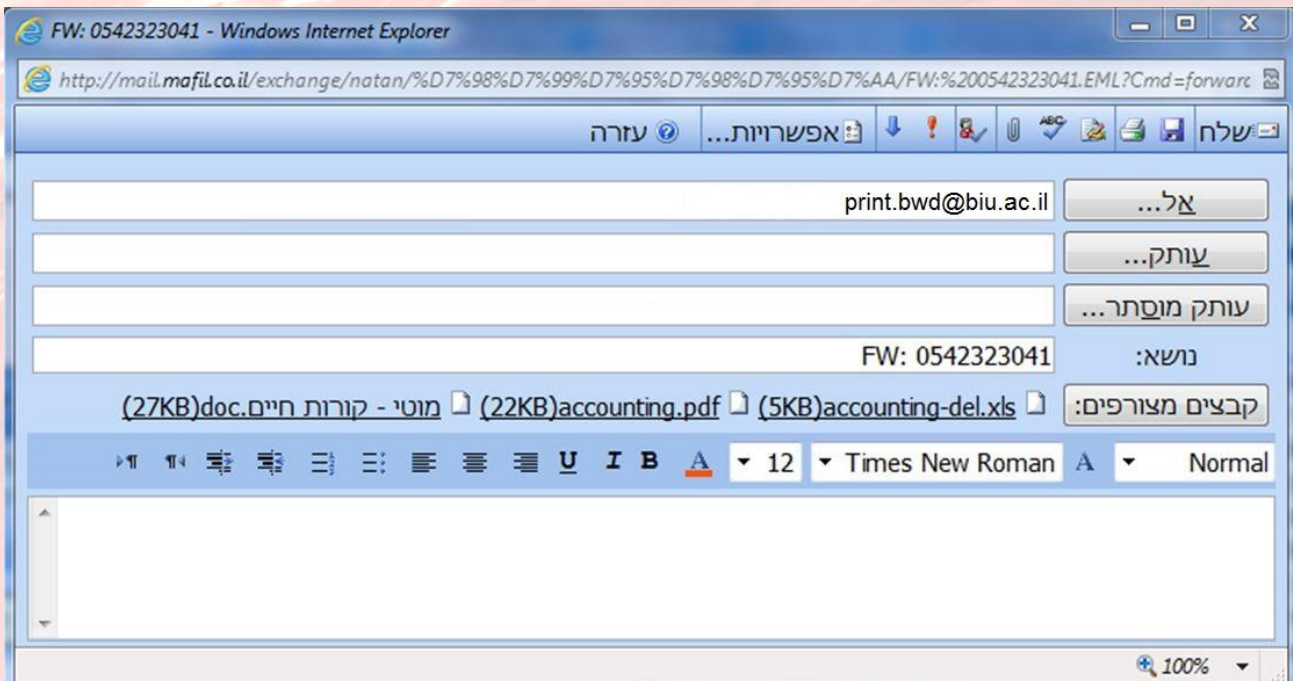 FW: 0542323041 - Windows Internet Explorer
http://mail.mafil.co.il/exchange/natan/%D7%98%D7%99%D7%95%D7%98%D7%95%D7%AA/FW:%200542323041.EML?Cmd=forward
שלח ABC אפשרויות... עזרה
אל... print.bwd@biu.ac.il
עותק...
עותק מוסתר...
נושא: FW: 0542323041
קבצים מצורפים: accounting-del.xls(5KB) accounting.pdf(22KB) מוטי - קורות חיים.doc(27KB)
Normal A Times New Roman 12 A B I U
100%